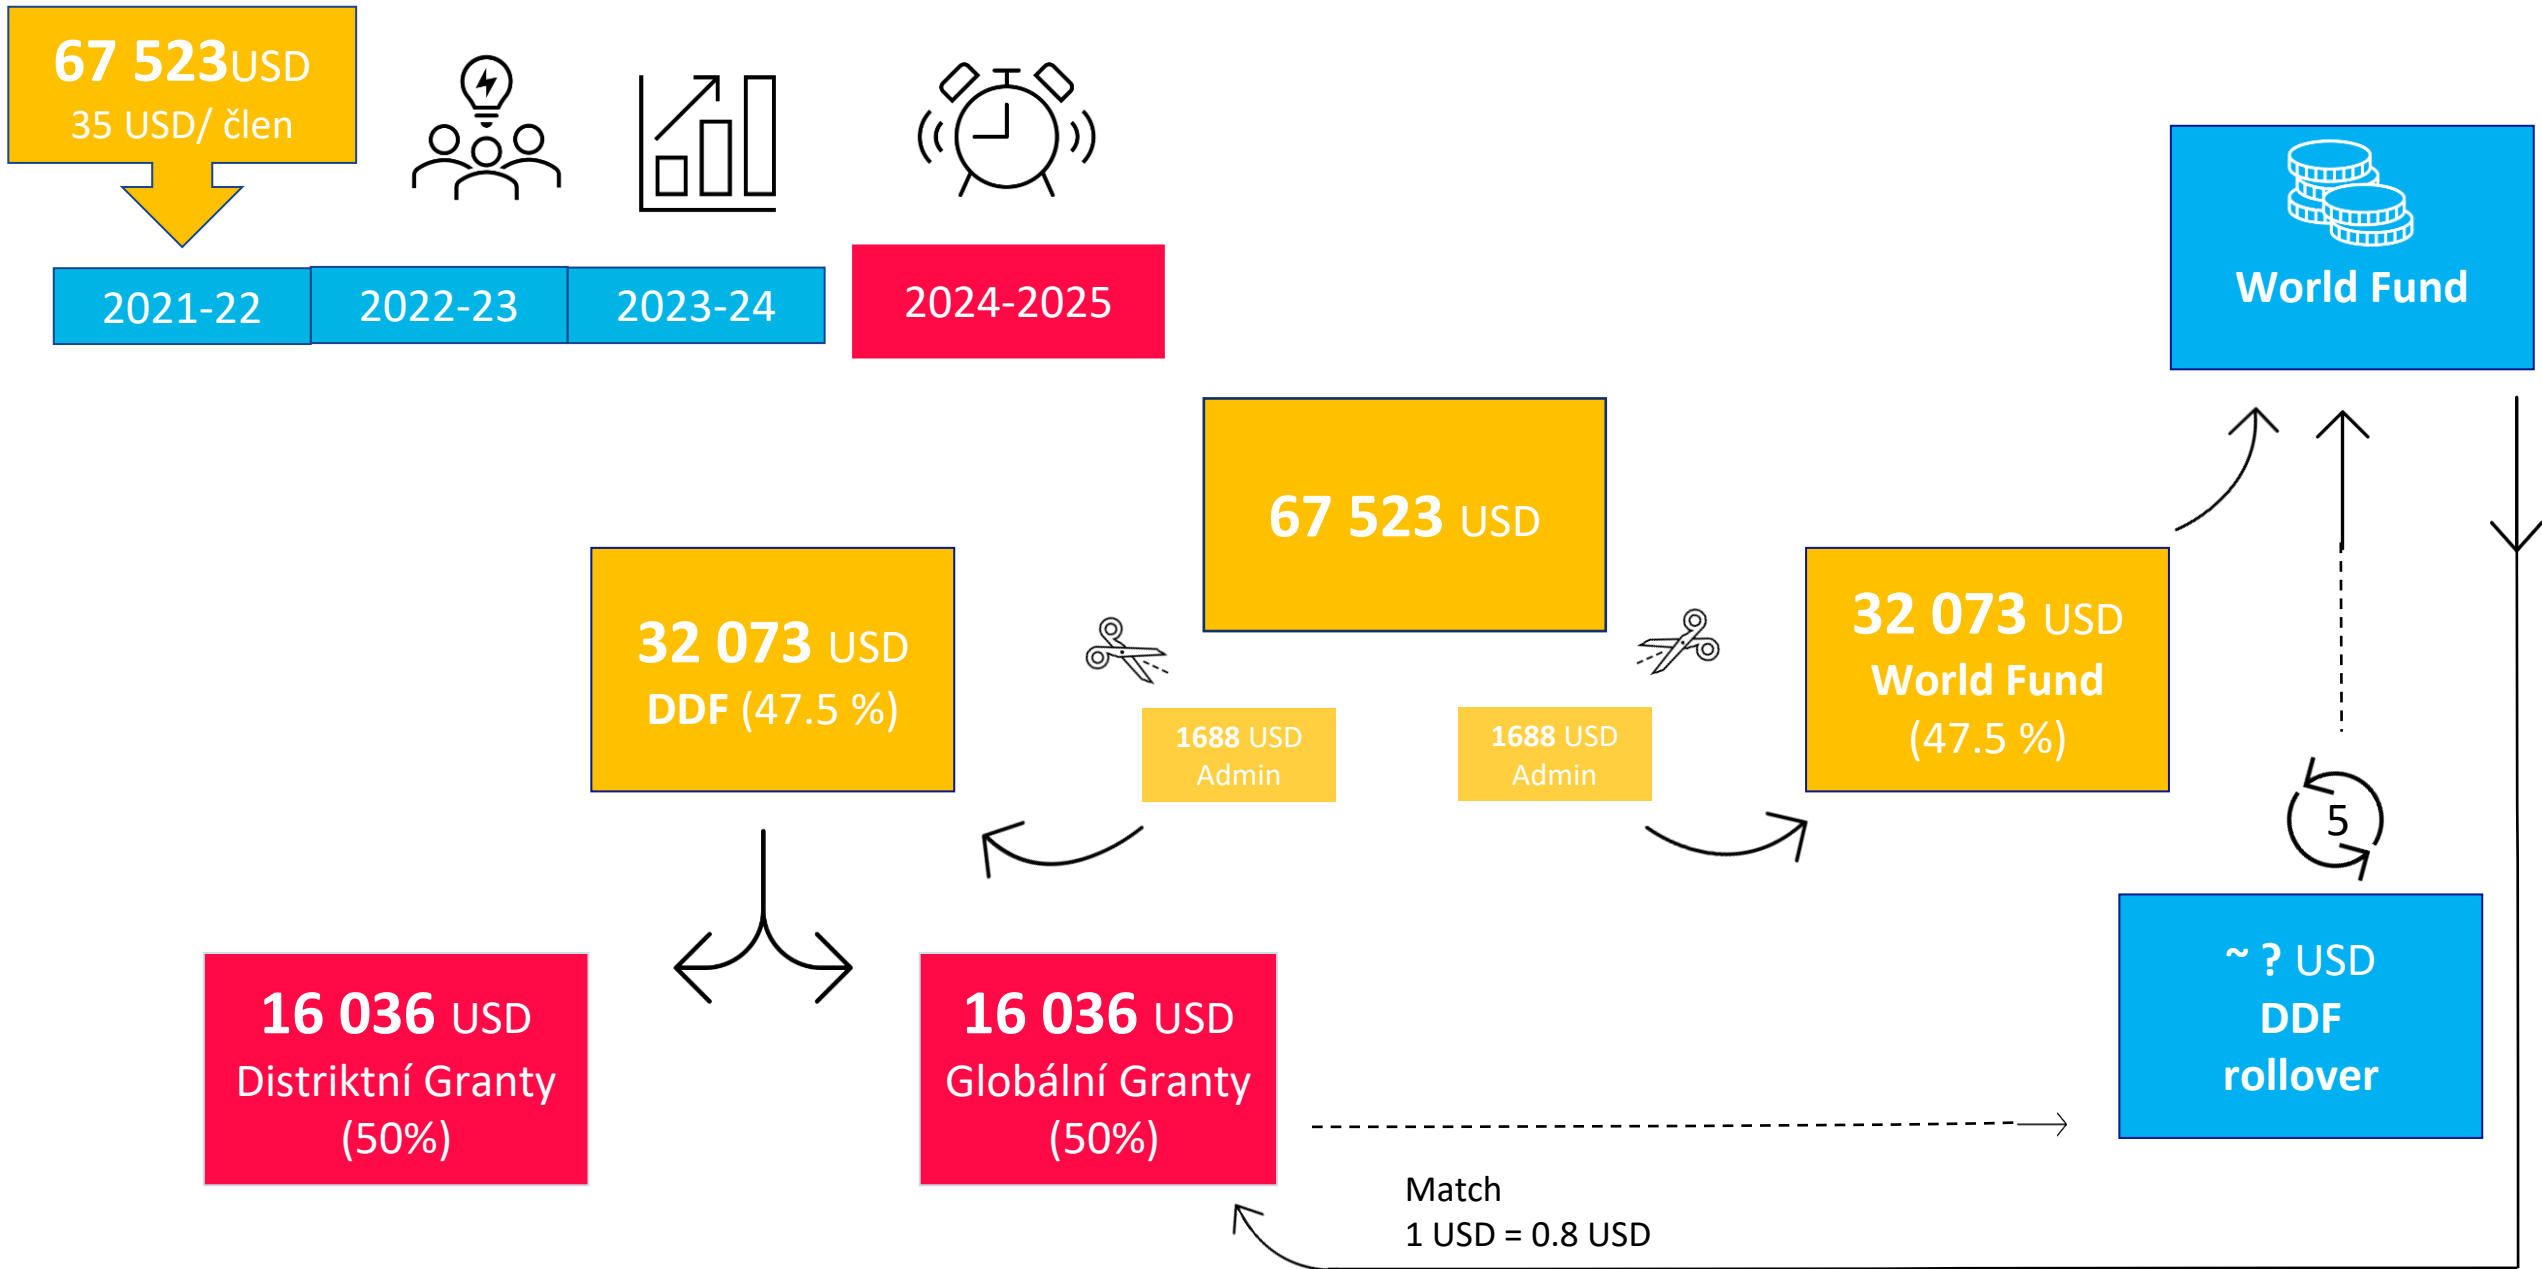 67 523USD
35 USD/ člen
2021-22
2022-23
2023-24
2024-2025
World Fund
67 523 USD
32 073 USD
DDF (47.5 %)
1688 USD
Admin
1688 USD
Admin
32 073 USD
World Fund
(47.5 %)
5
16 036 USD
Distriktní Granty
(50%)
16 036 USD
Globální Granty
(50%)
~ ? USD
DDF
rollover
Match
1 USD = 0.8 USD